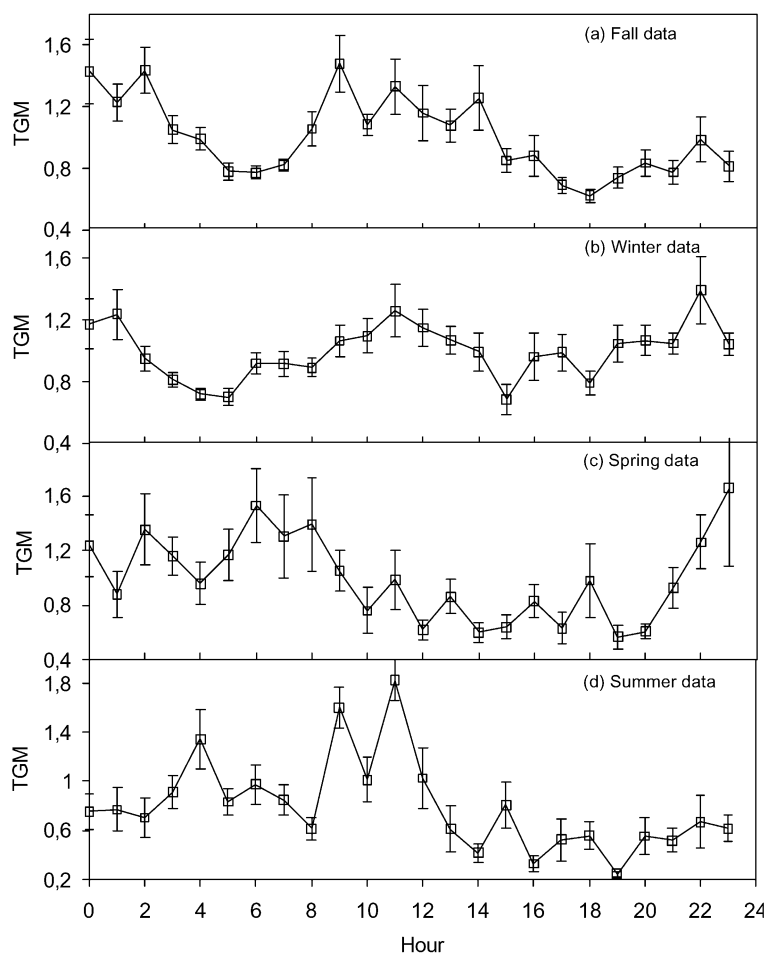 (a) Fall data
TGM
1,6
1,2
0,8
0,4
(b) Winter data
TGM
1,6
1,2
0,8
0,4
(c) Spring data
TGM
1,6
1,2
0,8
0,4
(d) Summer data
TGM
1,8
1,4
1
0,6
0,2
0 2 4 6 8 10 12 14 16 18 20 22 24
Hour